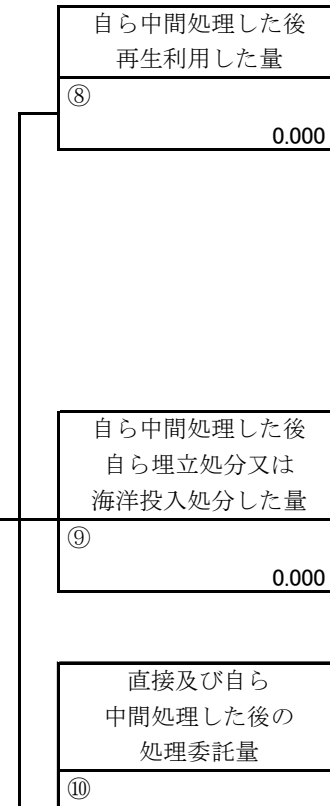 自ら中間処理した後
再生利用した量
⑧
0.000
自ら中間処理した後
自ら埋立処分又は
海洋投入処分した量
⑨
0.000
直接及び自ら
中間処理した後の
処理委託量
⑩